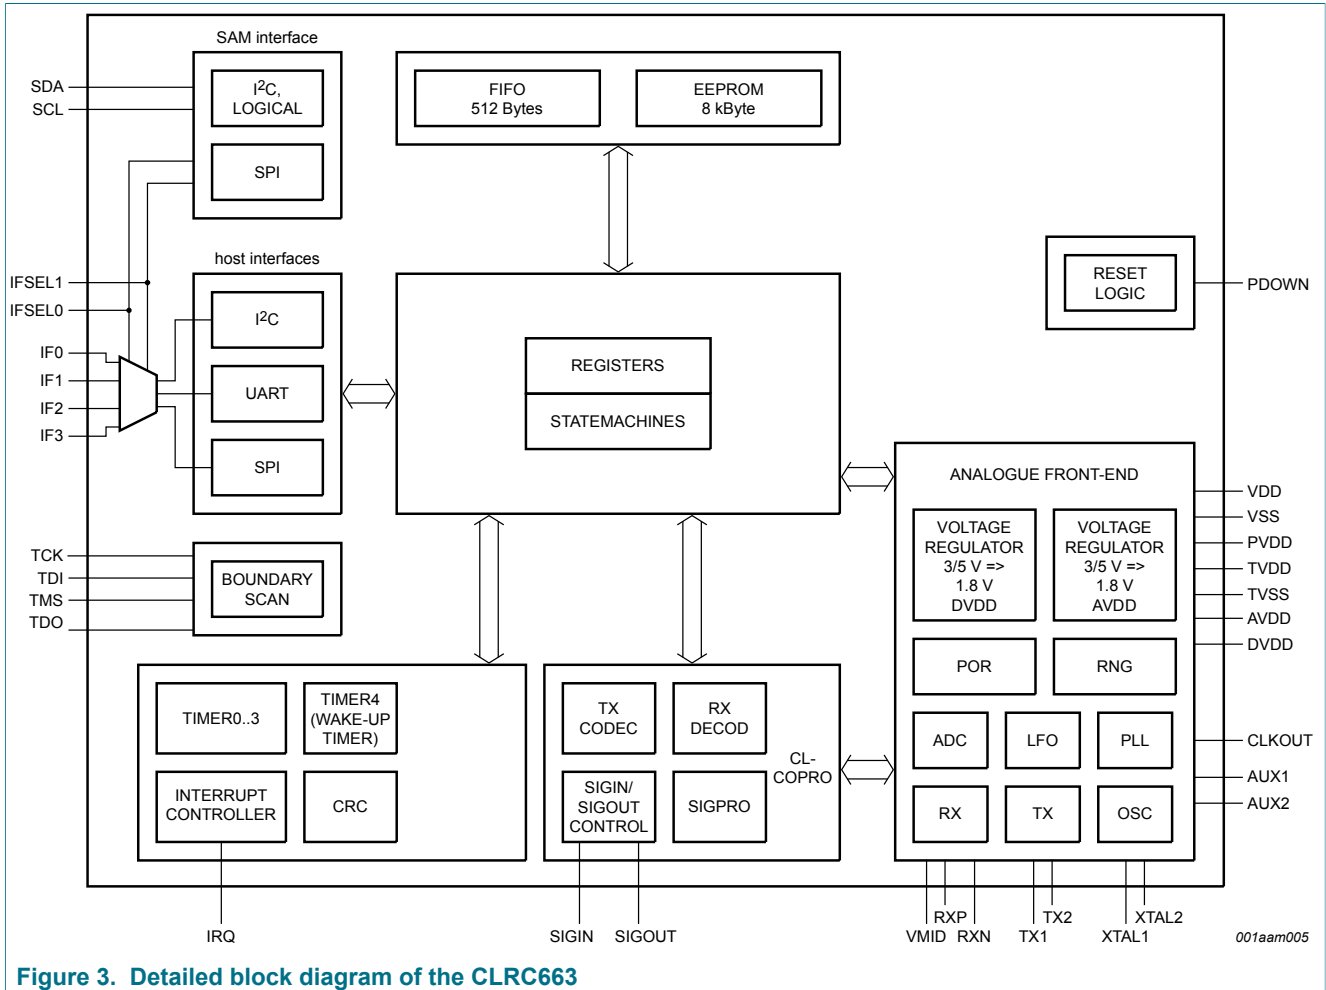 SAM interface
SDA
SCL
I2C,
LOGICAL
SPI
FIFO
512 Bytes
EEPROM
8 kByte
RESET
LOGIC
PDOWN
IFSEL1
IFSEL0
IF0
IF1
IF2
IF3
host interfaces
I2C
UART
SPI
REGISTERS
STATEMACHINES
TCK
TDI
TMS
TDO
BOUNDARY
SCAN
ANALOGUE FRONT-END
VOLTAGE
REGULATOR
3/5 V =>
1.8 V
DVDD
VOLTAGE
REGULATOR
3/5 V =>
1.8 V
AVDD
POR
RNG
ADC
LFO
PLL
RX
TX
OSC
VDD
VSS
PVDD
TVDD
TVSS
AVDD
DVDD
CLKOUT
AUX1
AUX2
TIMER0..3
TIMER4
(WAKE-UP
TIMER)
INTERRUPT
CONTROLLER
CRC
TX
CODEC
RX
DECOD
SIGIN/
SIGOUT
CONTROL
SIGPRO
CL-
COPRO
IRQ
SIGIN
SIGOUT
VMID
RXP
RXN
TX1
TX2
XTAL1
XTAL2
001aam005
Figure 3. Detailed block diagram of the CLRC663